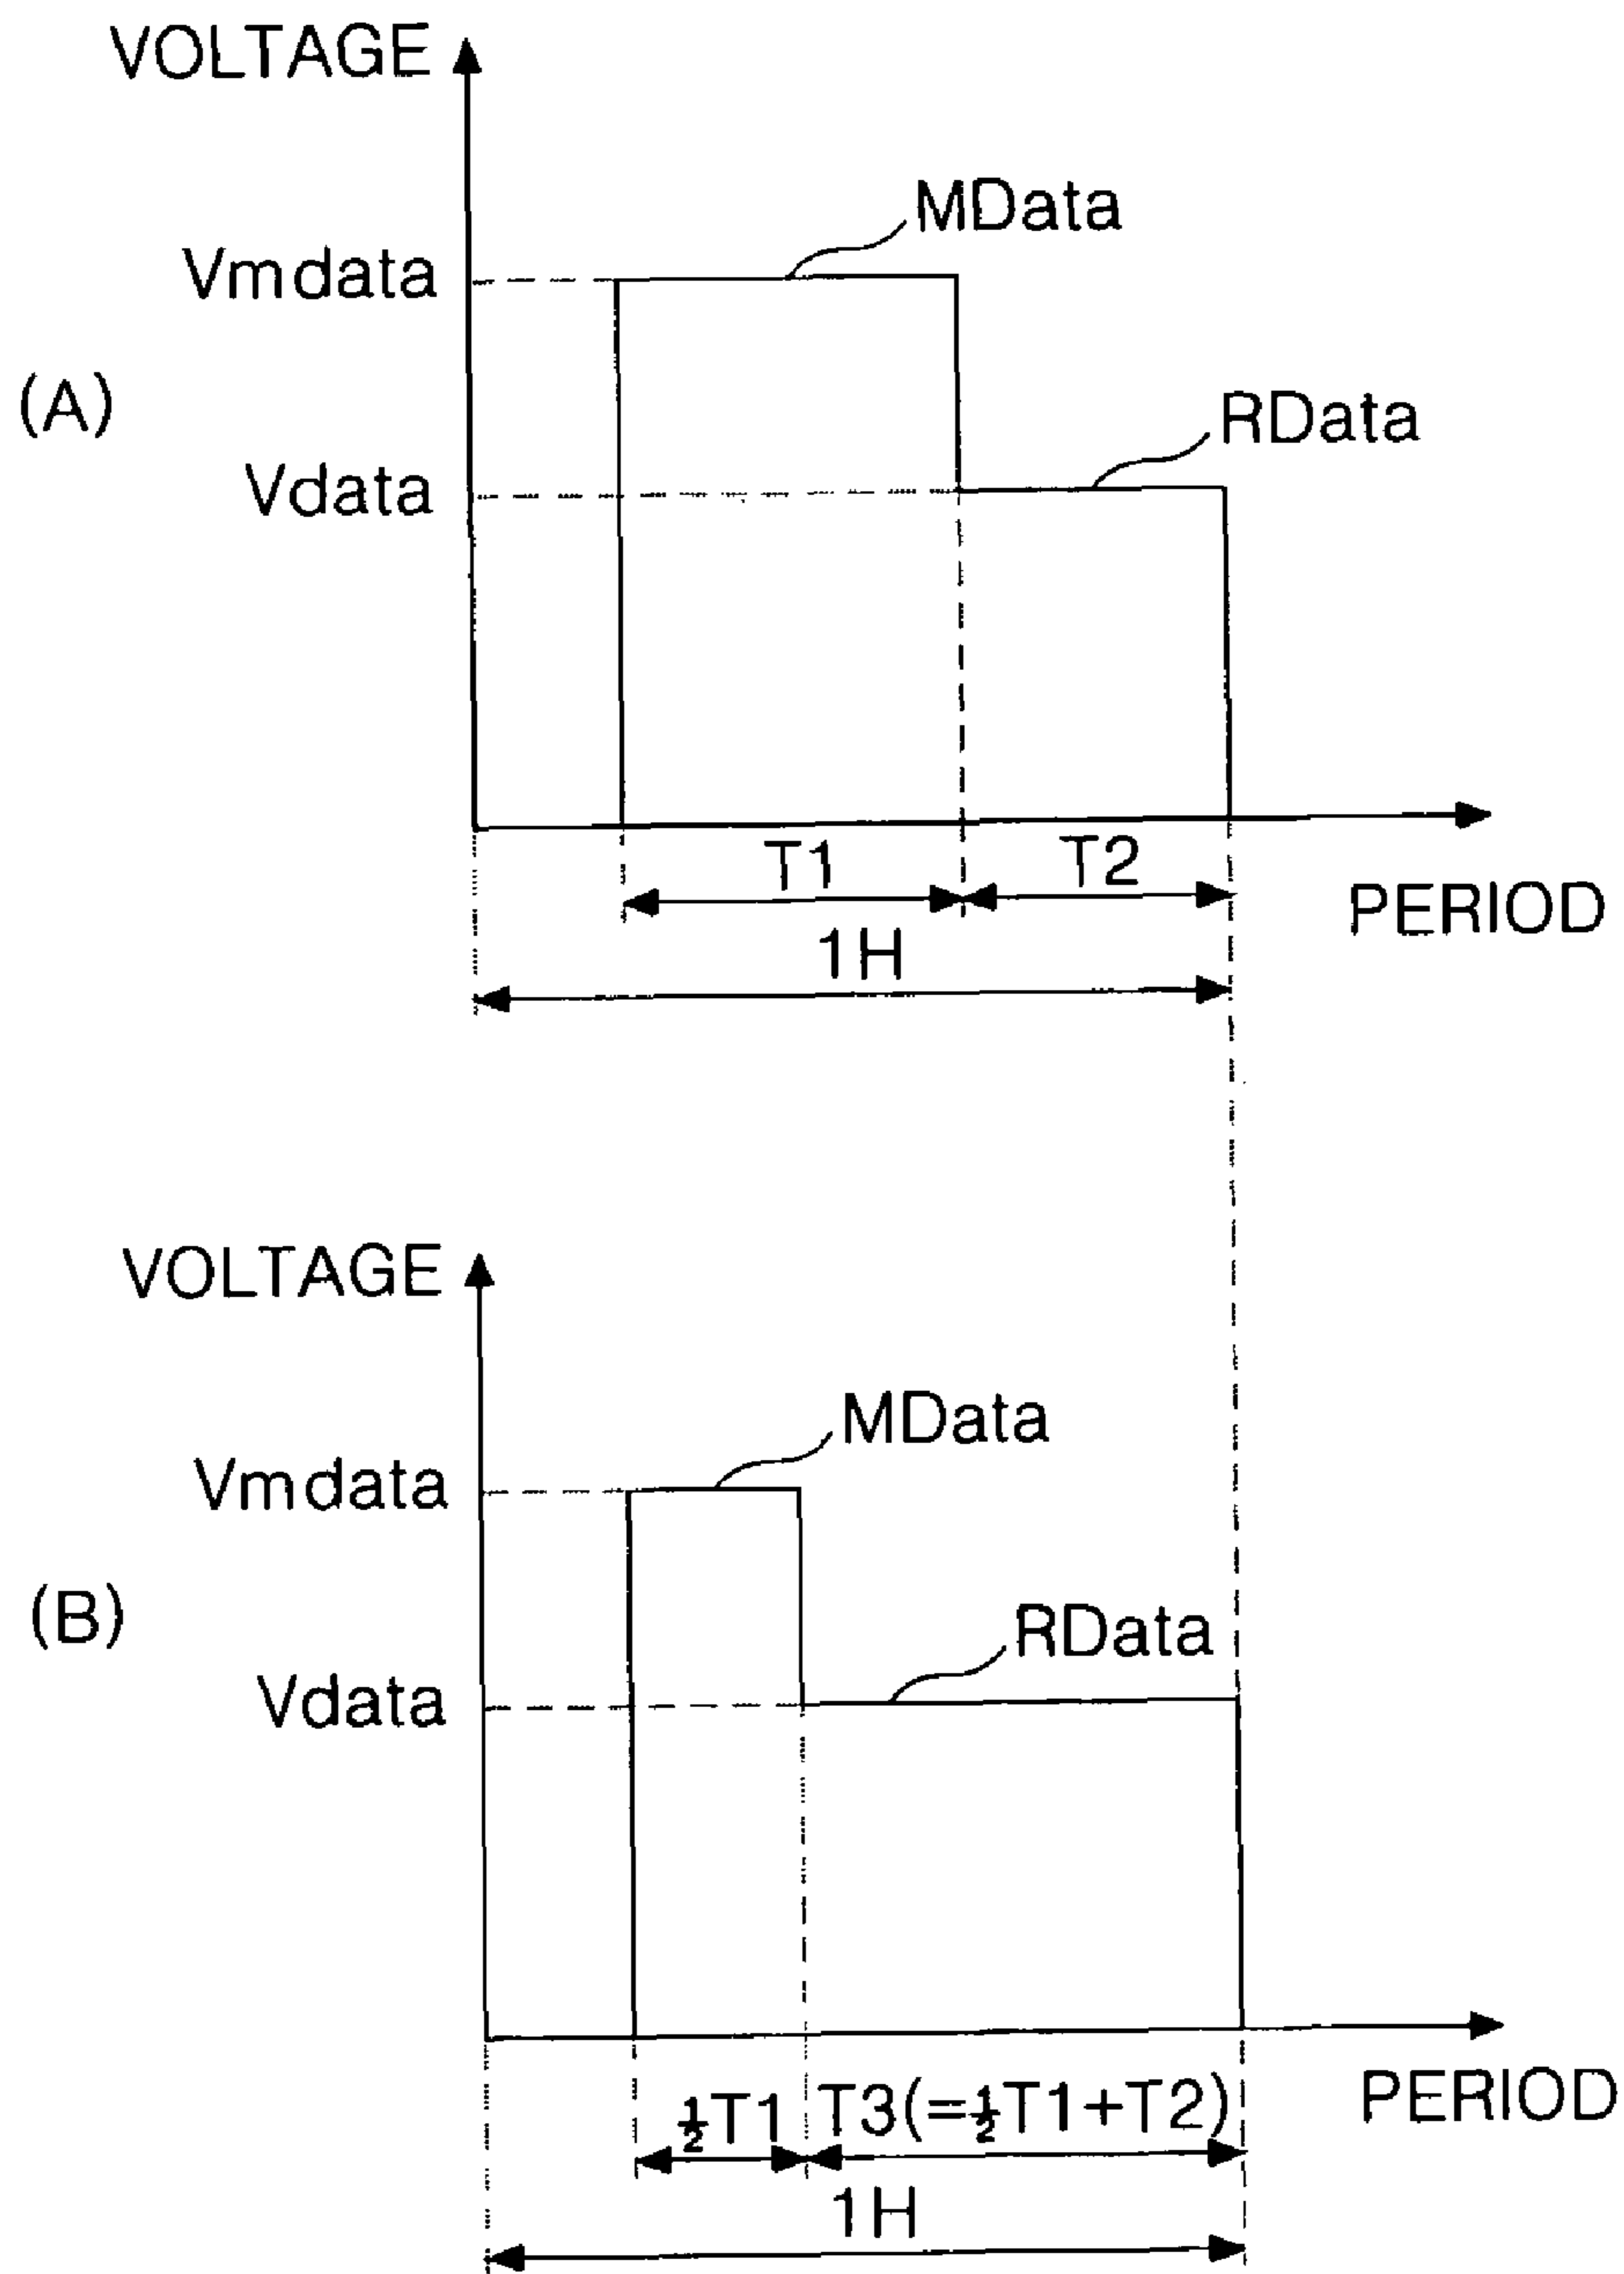 VOLTAGE
MData
Vmdata
(A)
RData
Vdata
T1
T2
PERIOD
1H
VOLTAGE
MData
Vmdata
(B)
RData
Vdata
½T1
T3(=½T1+T2)
PERIOD
1H